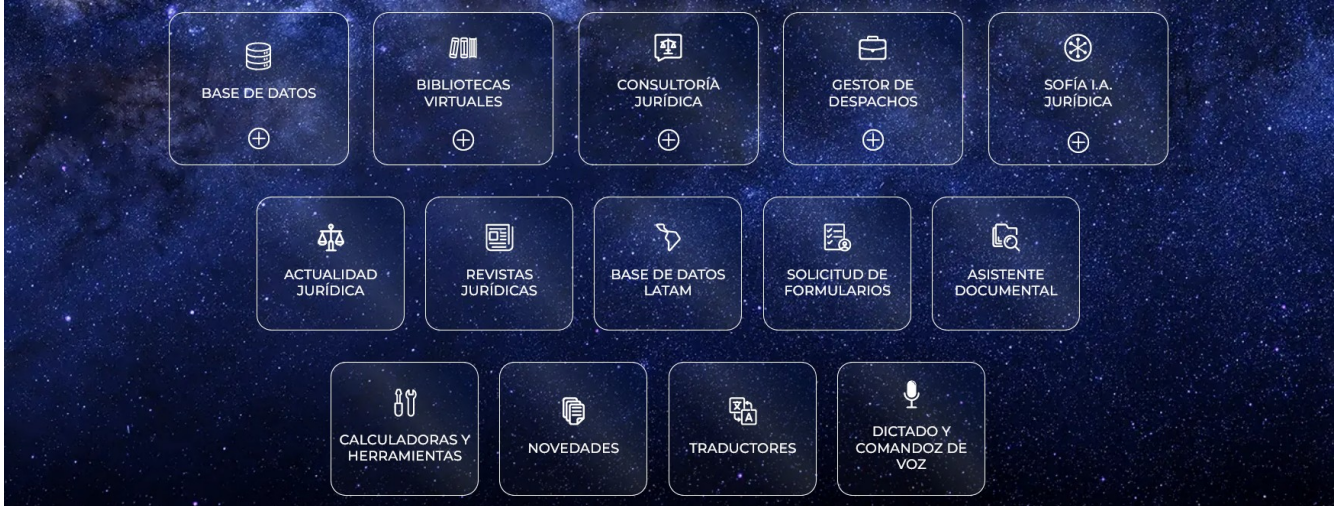 BASE DE DATOS
BIBLIOTECAS
VIRTUALES
CONSULTORÍA
JURÍDICA
GESTOR DE
DESPACHOS
SOFÍA I.A.
JURÍDICA
ACTUALIDAD
JURÍDICA
REVISTAS
JURÍDICAS
BASE DE DATOS
LATAM
SOLICITUD DE
FORMULARIOS
ASISTENTE
DOCUMENTAL
CALCULADORAS Y
HERRAMIENTAS
NOVEDADES
TRADUCTORES
DICTADO Y
COMANDOZ DE
VOZ